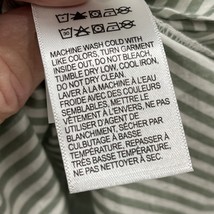 MACHINE WASH COLD WITH
LIKE COLORS, TURN GARMENT
INSIDE OUT, DO NOT BLEACH,
TUMBLE DRY LOW, COOL IRON,
DO NOT DRY CLEAN
LAVER À L'EAU FROIDE À LA
MACHINE AVEC LES COULEURS
SEMBLABLES, METTRE LE
VÊTEMENT À L'ENVERS, NE PAS
UTILISER D'AGENT DE
BLANCHIMENT, SÉCHER PAR
CULBUTAGE À BASSE
TEMPÉRATURE, REPASSER À
TRÈS BASSE TEMPÉRATURE, NE
PAS NETTOYER À SEC